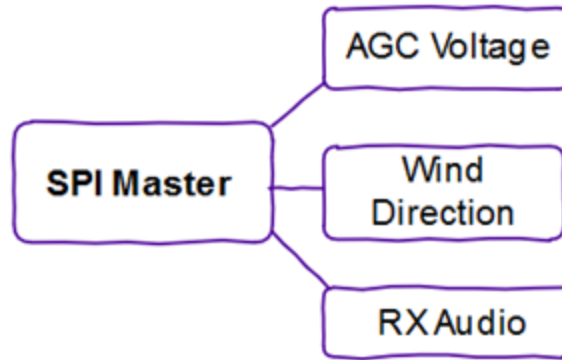 AGC Voltage
SPI Master
Wind
Direction
RX Audio